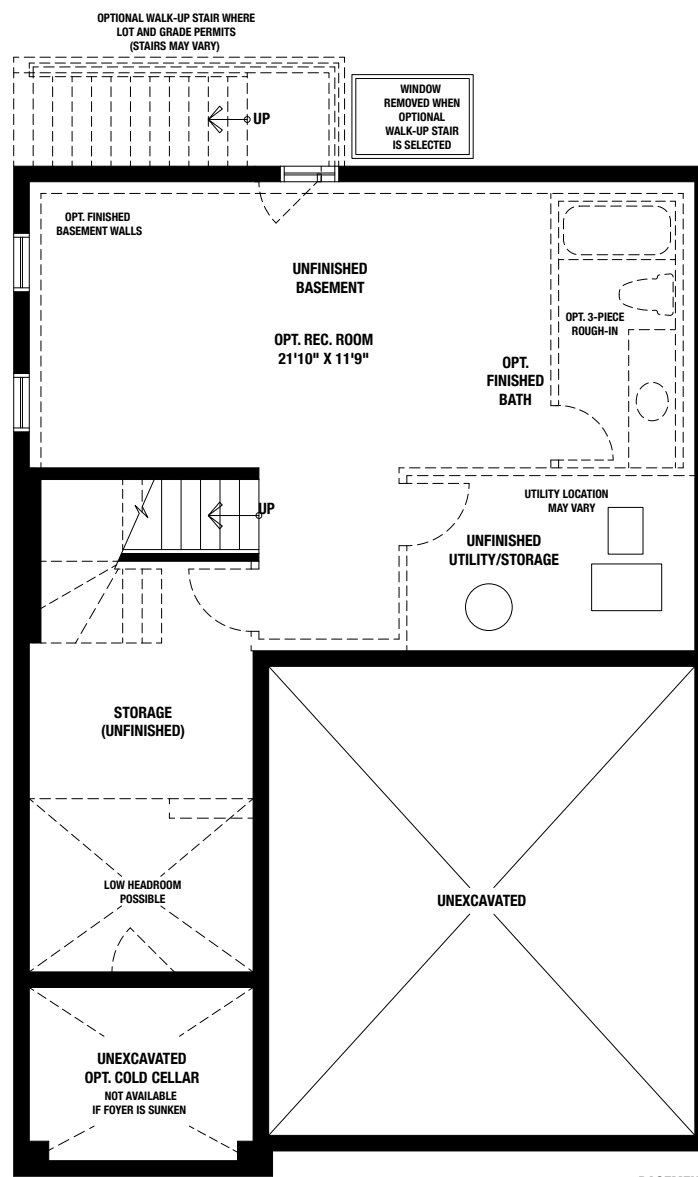 OPTIONAL WALK-UP STAIR WHERE
LOT AND GRADE PERMITS
(STAIRS MAY VARY)
UP
WINDOW
REMOVED WHEN
OPTIONAL
WALK-UP STAIR
IS SELECTED
OPT. FINISHED
BASEMENT WALLS
UNFINISHED
BASEMENT
OPT. REC. ROOM
21'10" X 11'9"
OPT. 3-PIECE
ROUGH-IN
OPT.
FINISHED
BATH
UP
UTILITY LOCATION
MAY VARY
UNFINISHED
UTILITY/STORAGE
STORAGE
(UNFINISHED)
LOW HEADROOM
POSSIBLE
UNEXCAVATED
UNEXCAVATED
OPT. COLD CELLAR
NOT AVAILABLE
IF FOYER IS SUNKEN